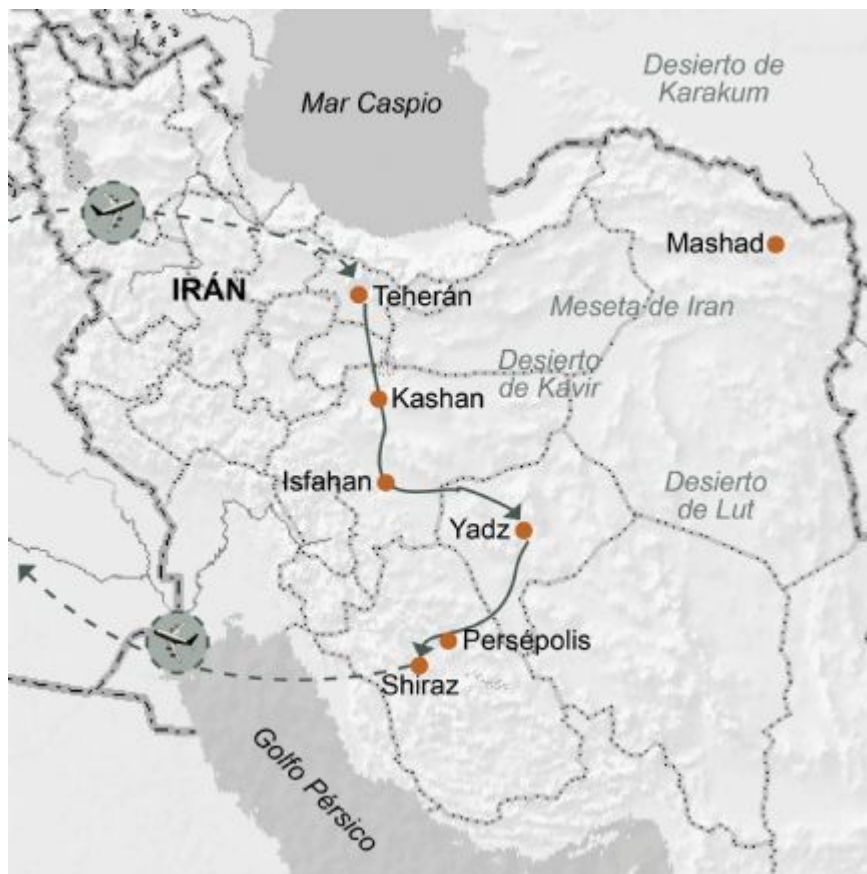 Mar Caspio
Desierto de
Karakum
Mashad
IRÁN
Teherán
Meseta de Iran
Desierto
de Kavir
Kashan
Isfahan
Desierto
de Lut
Yadz
Persépolis
Shiraz
Golfo Pérsico